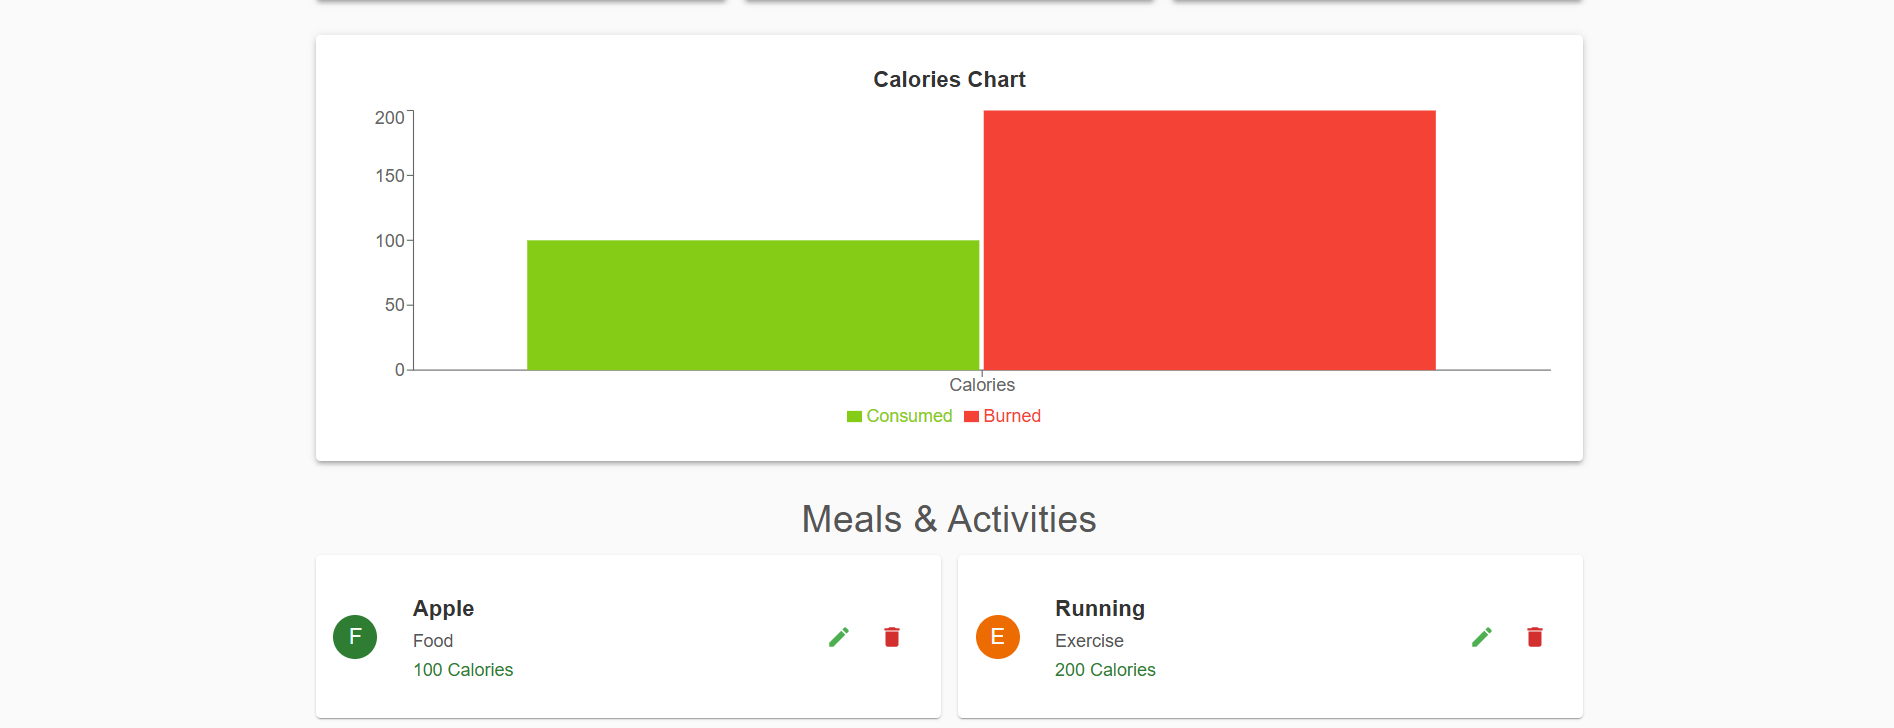 Calories Chart
200
150
100
50
0
Calories
Consumed Burned
Meals & Activities
F
Apple
Food
100 Calories
E
Running
Exercise
200 Calories